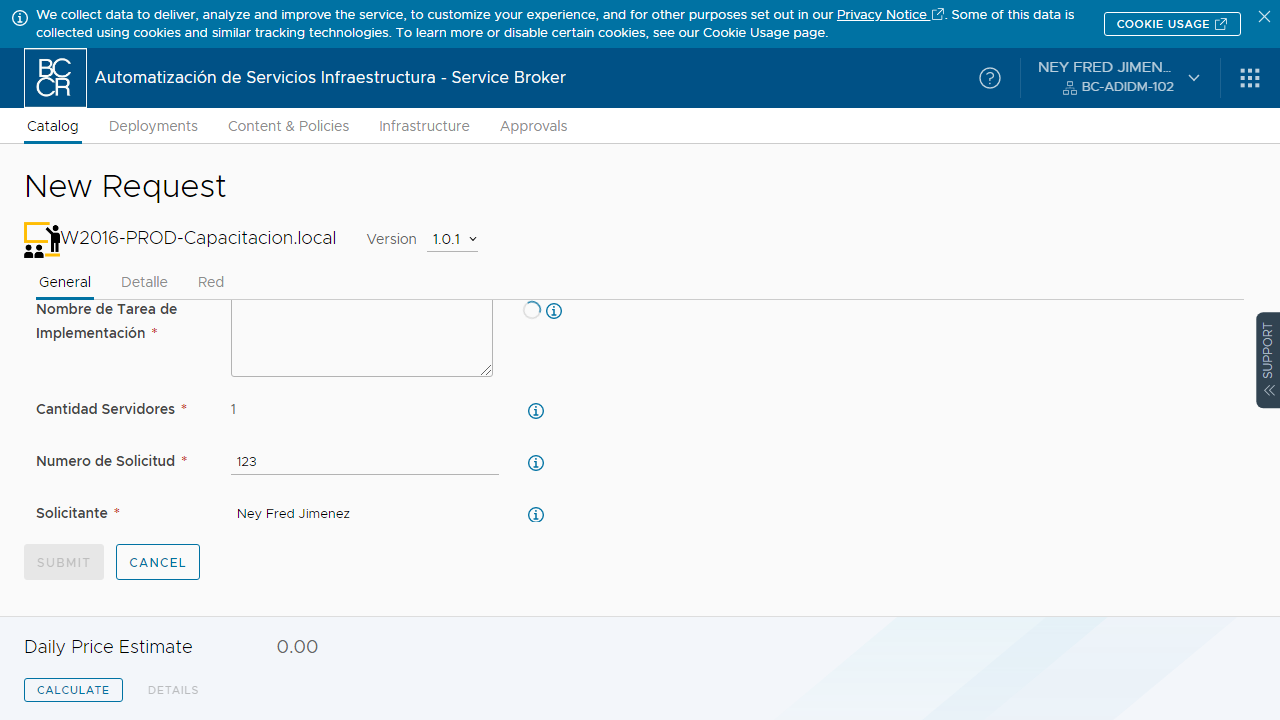 We collect data to deliver, analyze and improve the service, to customize your experience, and for other purposes set out in our Privacy Notice. Some of this data is
collected using cookies and similar tracking technologies. To learn more or disable certain cookies, see our Cookie Usage page.
COOKIE USAGE
BC
CR
Automatización de Servicios Infraestructura - Service Broker
NEY FRED JIMEN...
BC-ADIDM-102
Catalog Deployments Content & Policies Infrastructure Approvals
New Request
W2016-PROD-Capacitacion.local Version 1.0.1
General Detalle Red
Nombre de Tarea de
Implementación *
Cantidad Servidores * 1
Numero de Solicitud * 123
Solicitante * Ney Fred Jimenez
SUBMIT CANCEL
SUPPORT
Daily Price Estimate 0.00
CALCULATE DETAILS